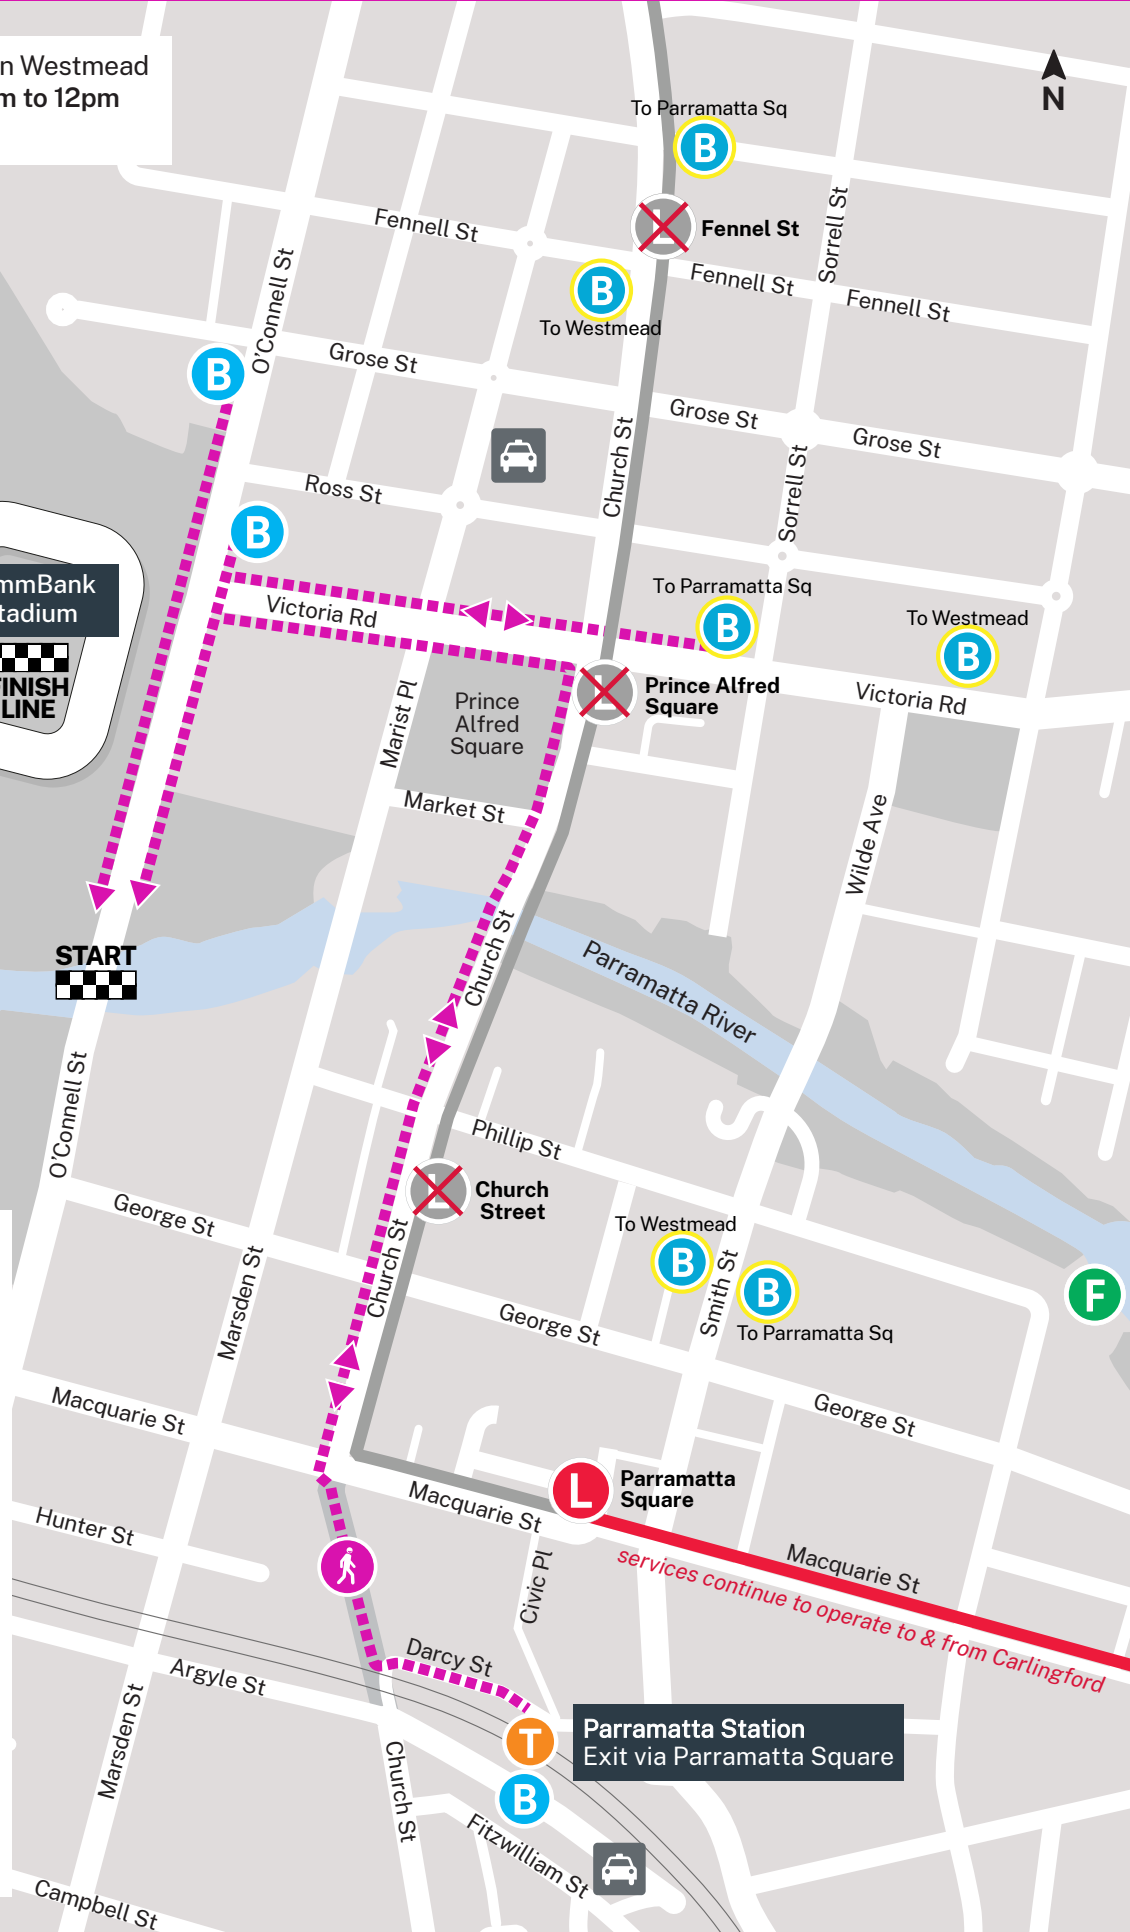 n Westmead
m to 12pm
N
To Parramatta Sq
B
L
Fennel St
Sorrell St
Fennell St
Fennell St
Fennell St
B
To Westmead
O'Connell St
Grose St
B
Grose St
Grose St
Church St
Sorrell St
Ross St
B
mmBank
tadium
To Parramatta Sq
B
To Westmead
B
Victoria Rd
INISH
LINE
L
Prince Alfred
Square
Victoria Rd
Prince
Alfred
Square
Marist Pl
Market St
Wilde Ave
START
Church St
Parramatta River
O'Connell St
Phillip St
L
Church
Street
George St
To Westmead
B
B
To Parramatta Sq
Smith St
F
Church St
Marsden St
George St
Macquarie St
George St
L
Parramatta
Square
Macquarie St
Hunter St
Macquarie St
services continue to operate to & from Carlingford
Civic Pl
Darcy St
Argyle St
Marsden St
T
Parramatta Station
Exit via Parramatta Square
B
Church St
Fitzwilliam St
Campbell St